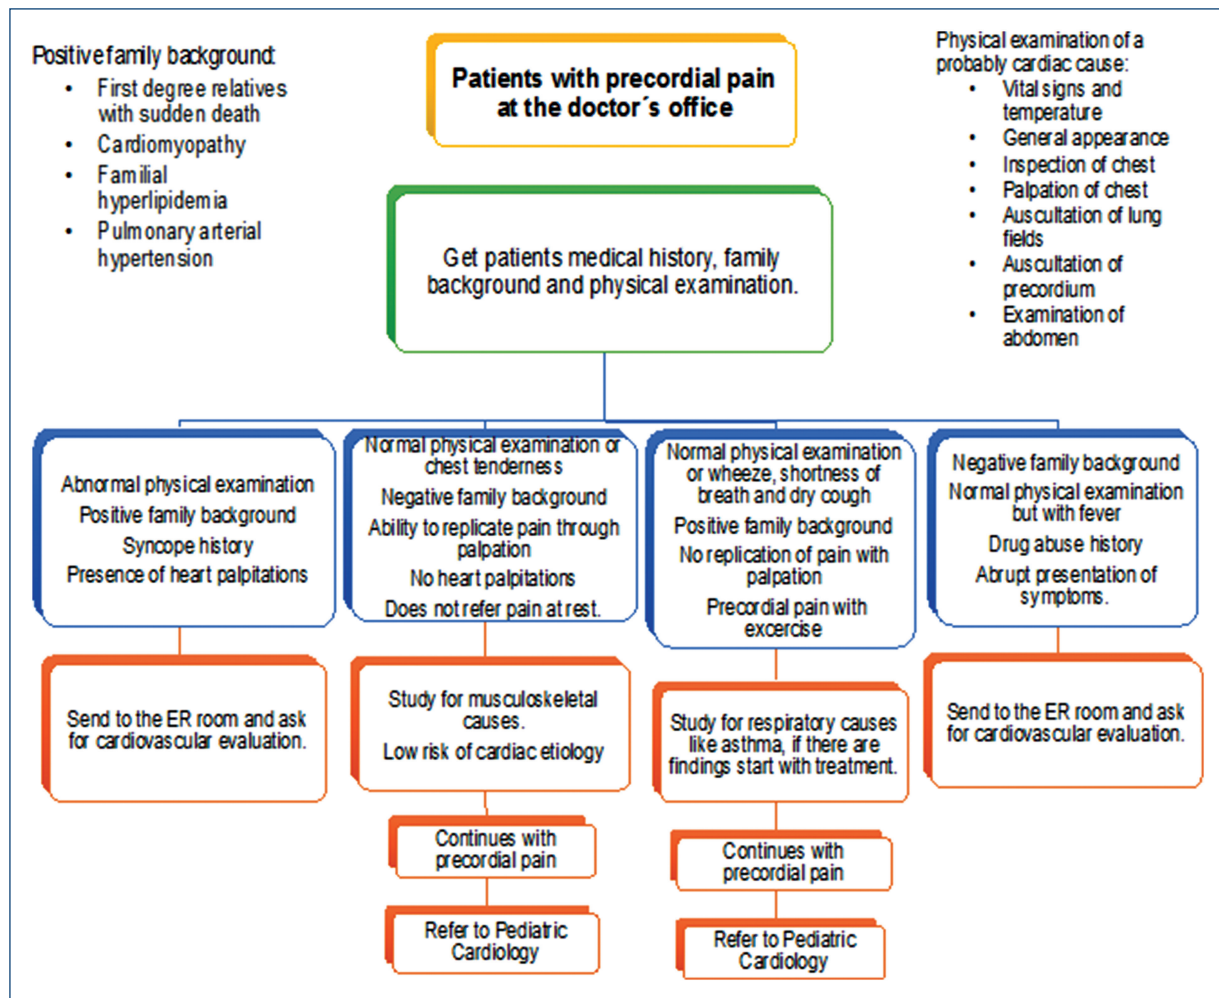 Positive family background:
• First degree relatives
with sudden death
• Cardiomyopathy
• Familial
hyperlipidemia
• Pulmonary arterial
hypertension
Patients with precordial pain
at the doctor´s office
Physical examination of a
probably cardiac cause:
• Vital signs and
temperature
• General appearance
• Inspection of chest
• Palpation of chest
• Auscultation of lung
fields
• Auscultation of
precordium
• Examination of
abdomen
Get patients medical history, family
background and physical examination.
Abnormal physical examination
Positive family background
Syncope history
Presence of heart palpitations
Normal physical examination or
chest tenderness
Negative family background
Ability to replicate pain through
palpation
No heart palpitations
Does not refer pain at rest.
Normal physical examination
or wheeze, shortness of
breath and dry cough
Positive family background
No replication of pain with
palpation
Precordial pain with
excercise
Negative family background
Normal physical examination
but with fever
Drug abuse history
Abrupt presentation of
symptoms.
Send to the ER room and ask
for cardiovascular evaluation.
Study for musculoskeletal
causes.
Low risk of cardiac etiology
Study for respiratory causes
like asthma, if there are
findings start with treatment.
Send to the ER room and ask
for cardiovascular evaluation.
Continues with
precordial pain
Continues with
precordial pain
Refer to Pediatric
Cardiology
Refer to Pediatric
Cardiology